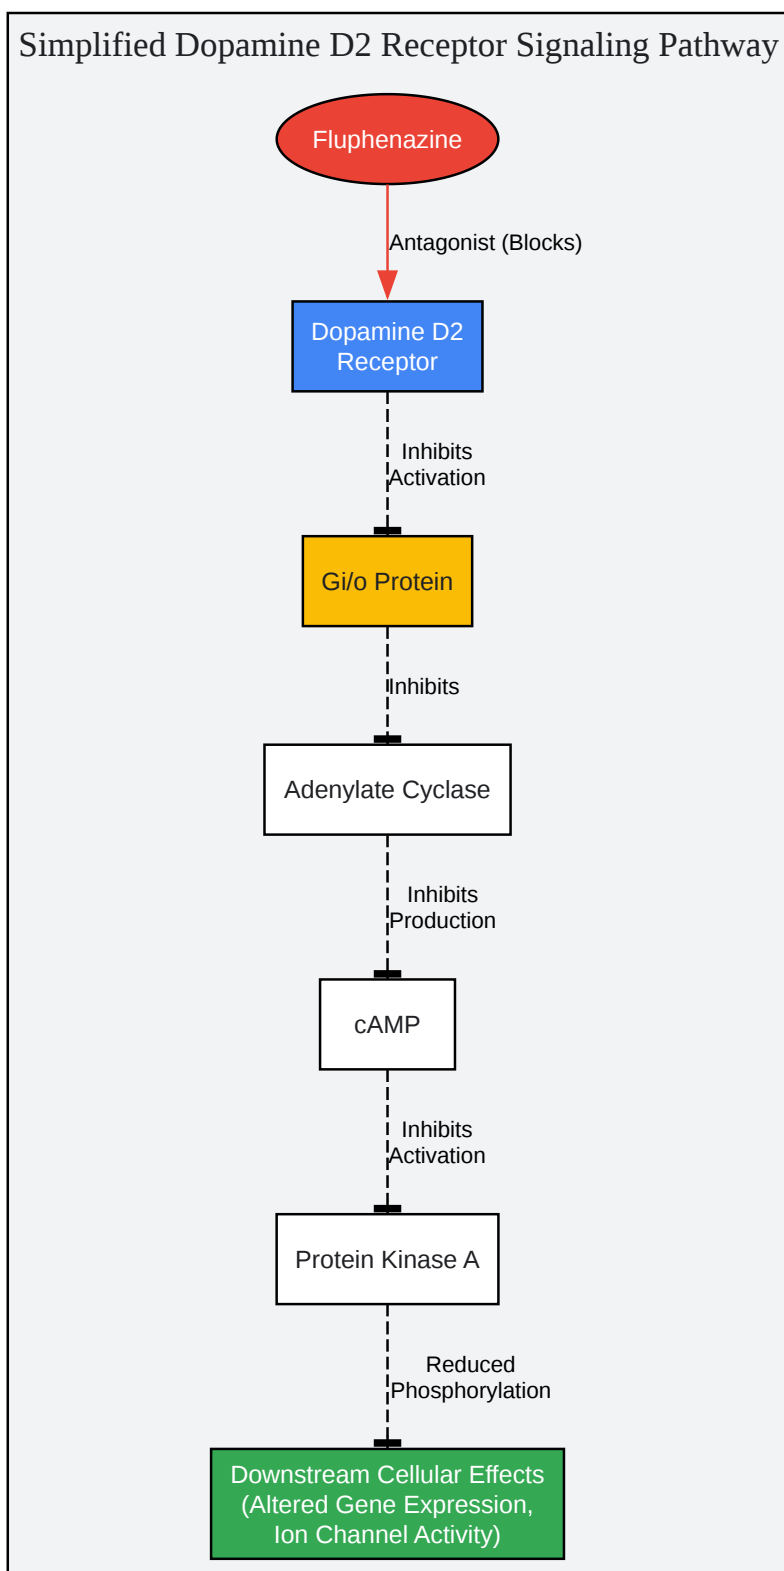 Simplified Dopamine D2 Receptor Signaling Pathway
Fluphenazine
Antagonist (Blocks)
Dopamine D2
Receptor
Inhibits
Activation
Gi/o Protein
Inhibits
Adenylate Cyclase
Inhibits
Production
cAMP
Inhibits
Activation
Protein Kinase A
Reduced
Phosphorylation
Downstream Cellular Effects
(Altered Gene Expression,
Ion Channel Activity)